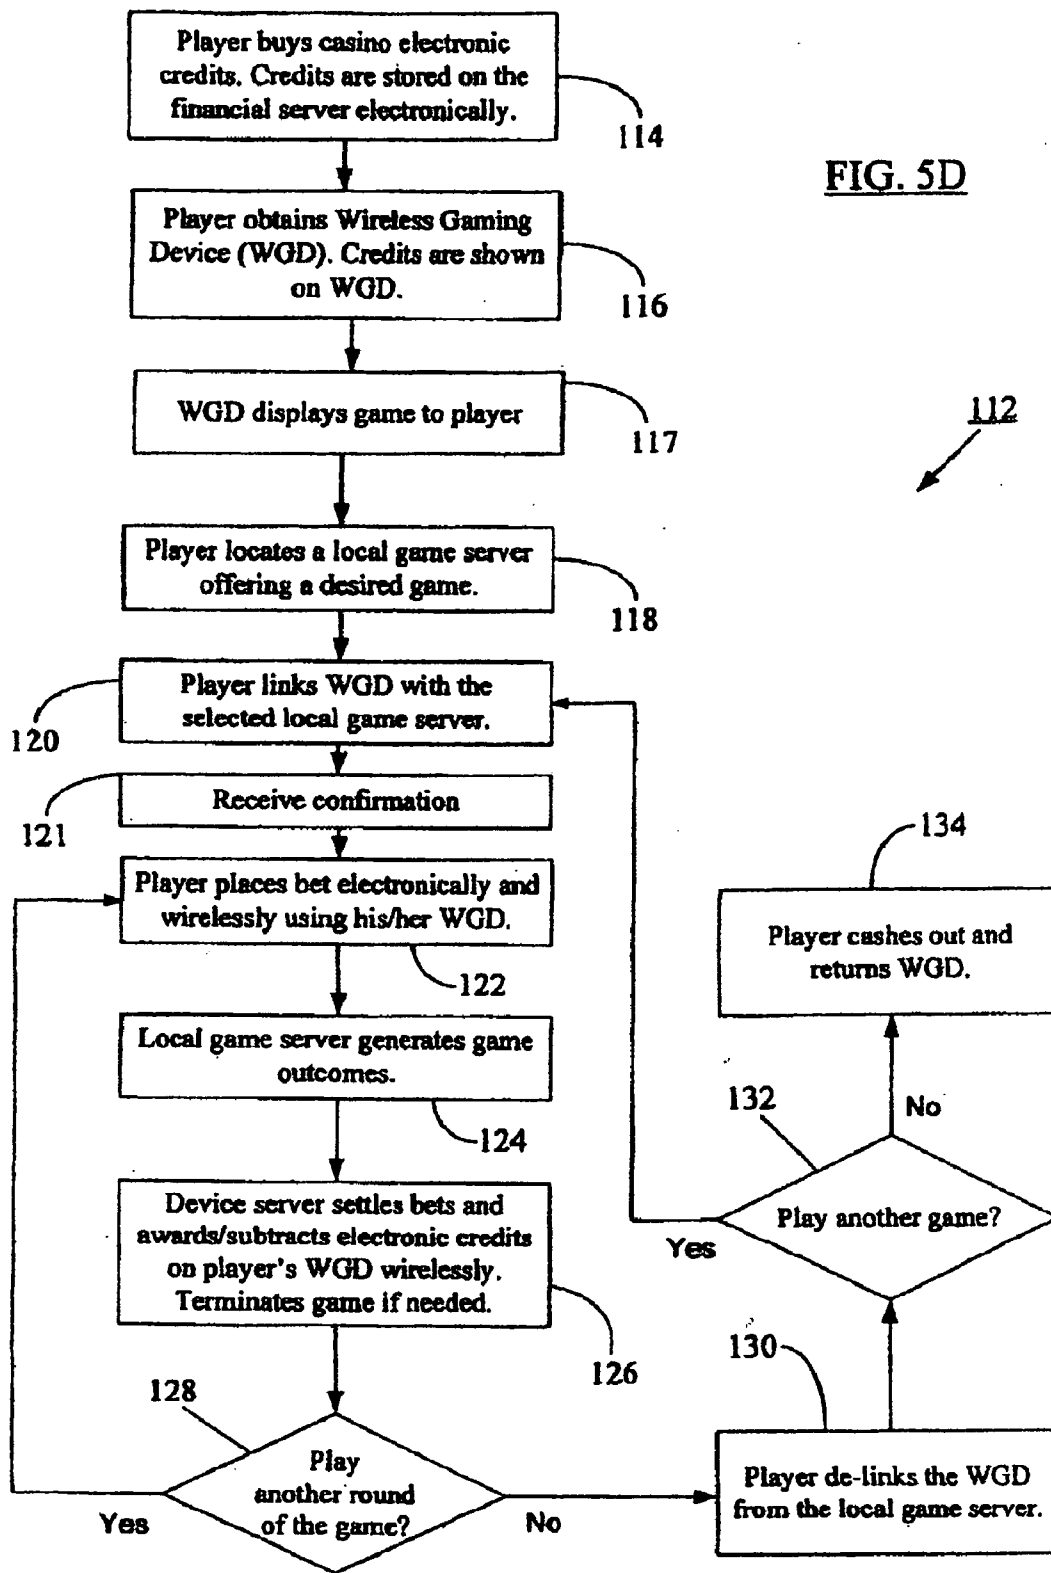 Player buys casino electronic
credits. Credits are stored on the
financial server electronically.
114
FIG. 5D
Player obtains Wireless Gaming
Device (WGD). Credits are shown
on WGD.
116
WGD displays game to player
117
112
Player locates a local game server
offering a desired game.
118
Player links WGD with the
selected local game server.
120
Receive confirmation
121
Player places bet electronically and
wirelessly using his/her WGD.
122
Local game server generates game
outcomes.
124
Device server settles bets and
awards/subtracts electronic credits
on player's WGD wirelessly.
Terminates game if needed.
126
128
Play
another round
of the game?
Yes
No
130
Player de-links the WGD
from the local game server.
132
Play another game?
Yes
No
134
Player cashes out and
returns WGD.